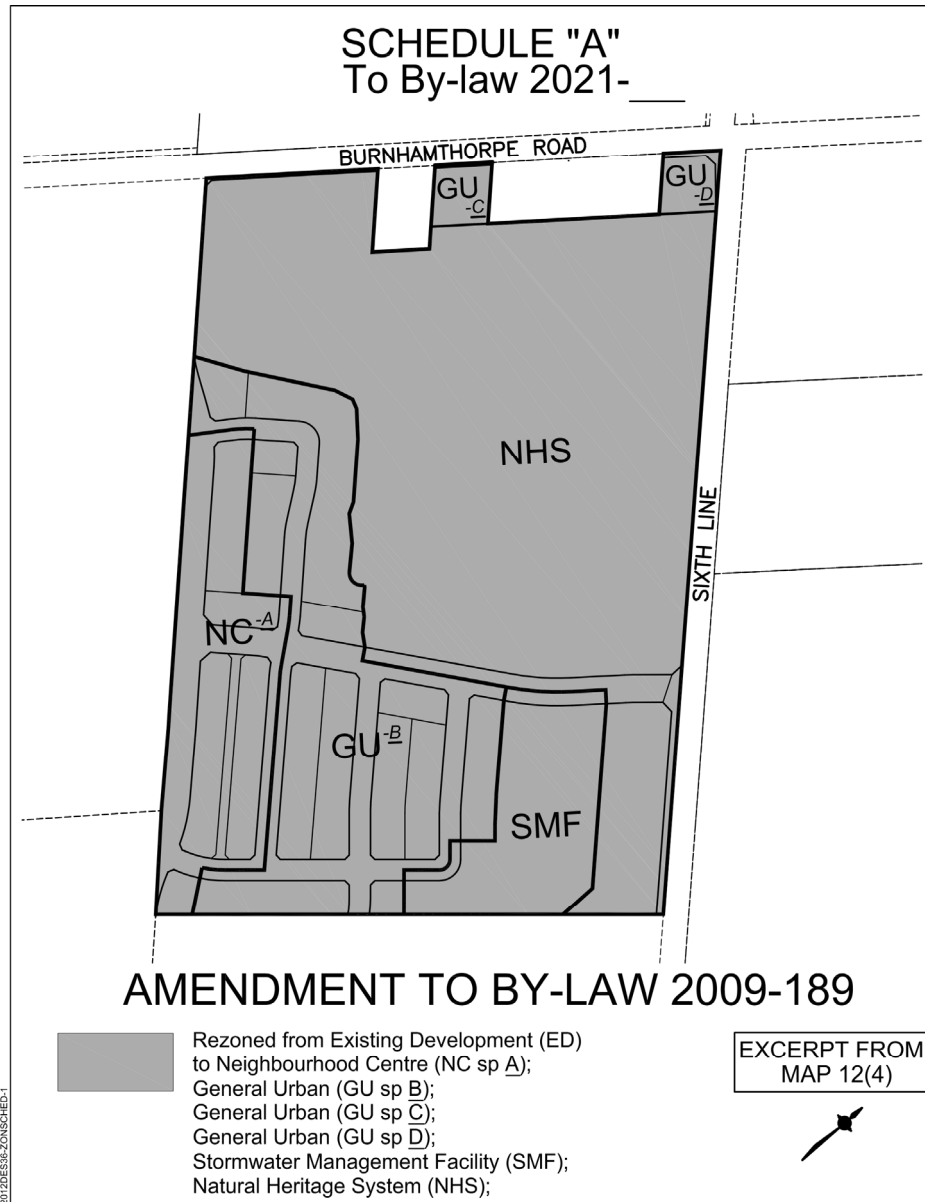 SCHEDULE "A"
To By-law 2021-___
BURNHAMTHORPE ROAD
GU
-C
GU
-D
NHS
SIXTH LINE
NC-A
GU-B
SMF
AMENDMENT TO BY-LAW 2009-189
Rezoned from Existing Development (ED)
to Neighbourhood Centre (NC sp A);
General Urban (GU sp B);
General Urban (GU sp C);
General Urban (GU sp D);
Stormwater Management Facility (SMF);
Natural Heritage System (NHS);
EXCERPT FROM
MAP 12(4)
2012DES36-ZONSCHED-1